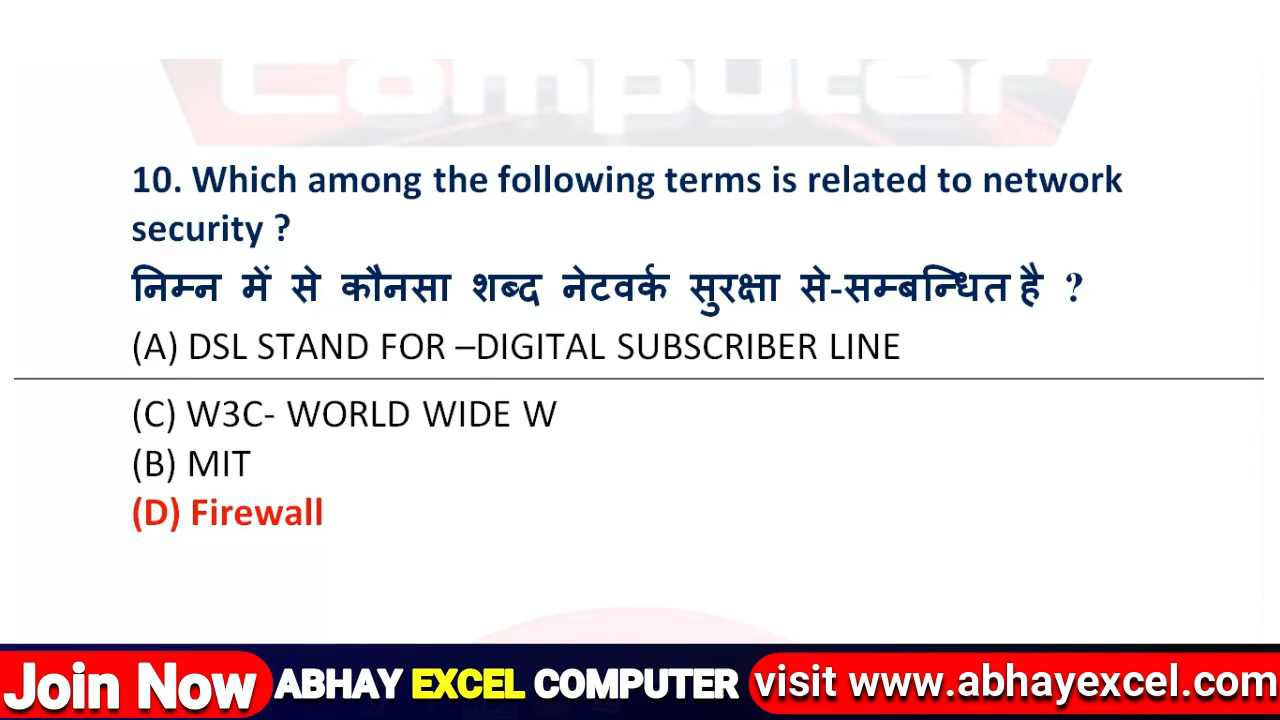 Computer
10. Which among the following terms is related to network
security ?
निम्न में से कौनसा शब्द नेटवर्क सुरक्षा से-सम्बन्धित है ?
(A) DSL STAND FOR –DIGITAL SUBSCRIBER LINE
(C) W3C- WORLD WIDE W
(B) MIT
(D) Firewall
Join Now ABHAY EXCEL COMPUTER visit www.abhayexcel.com